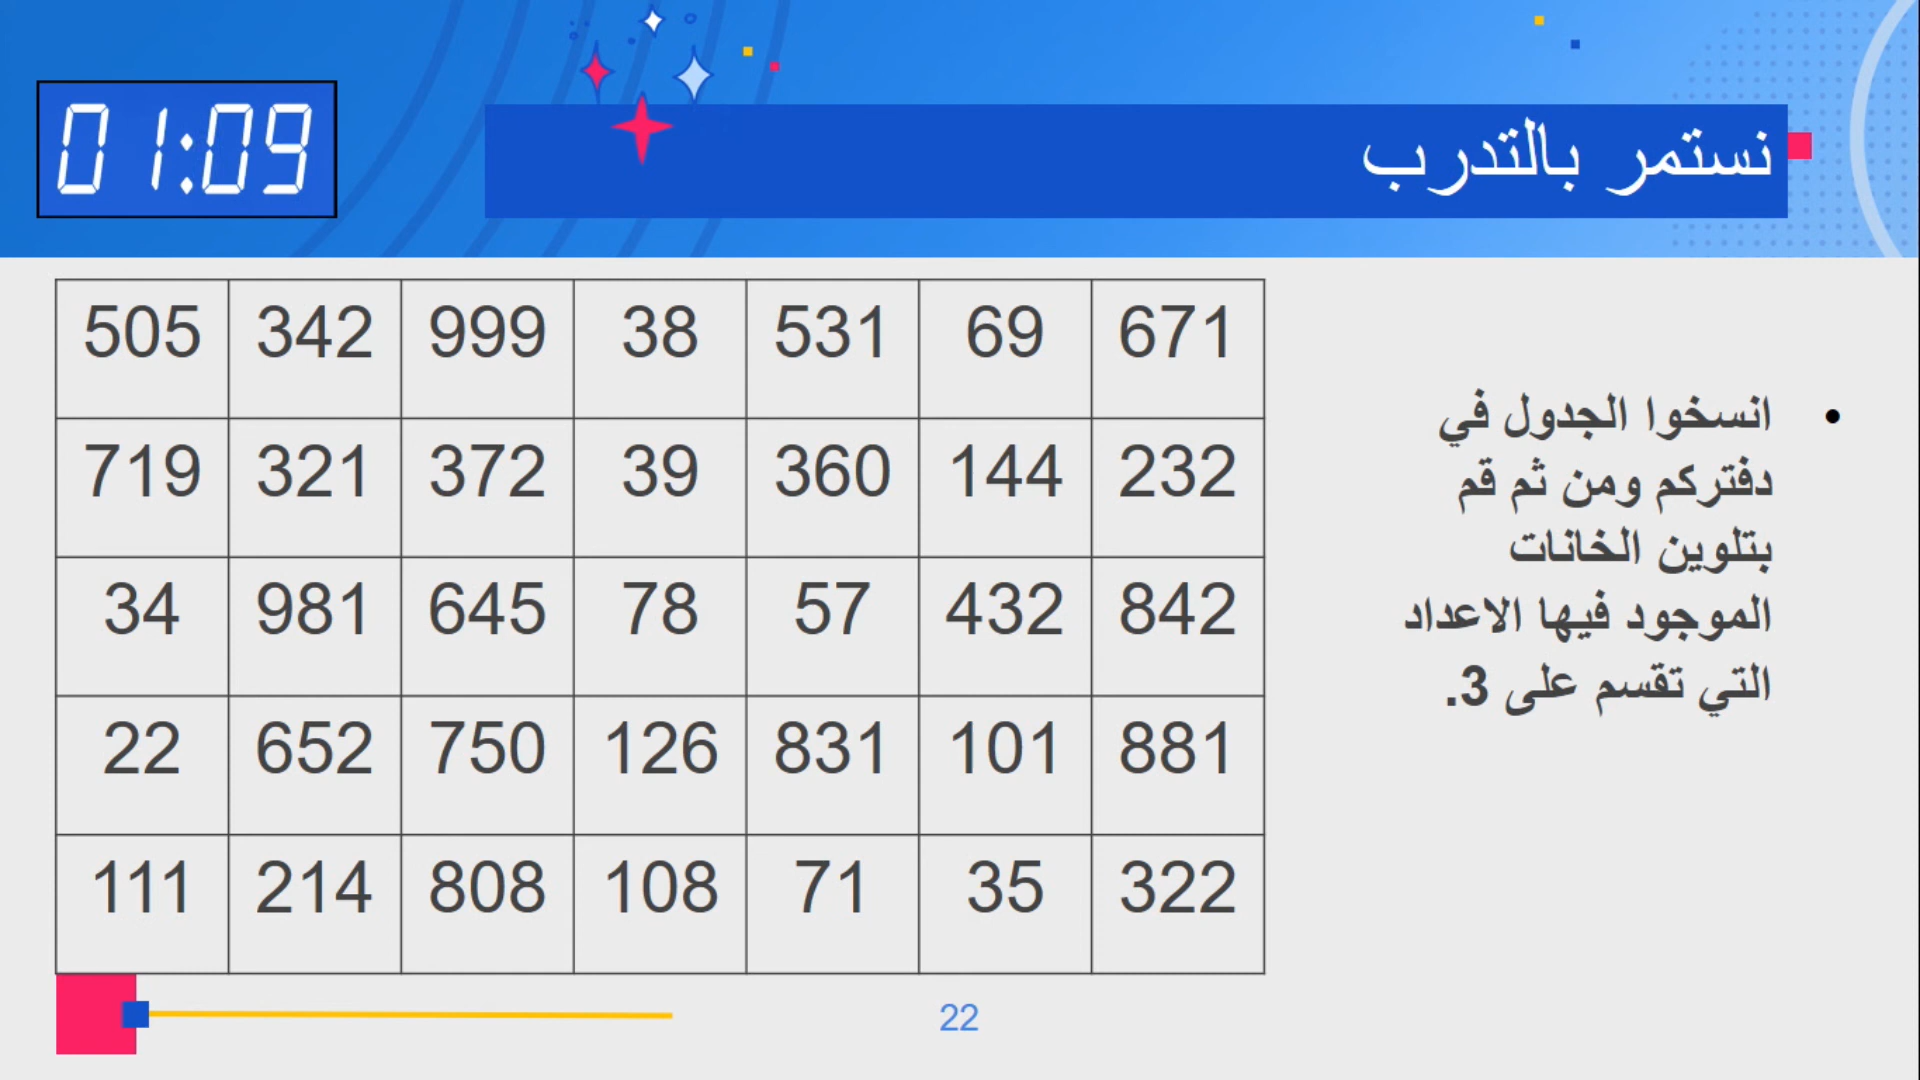 01:09
نستمر بالتدرب
505 342 999 38 531 69 671
719 321 372 39 360 144 232
34 981 645 78 57 432 842
22 652 750 126 831 101 881
111 214 808 108 71 35 322
• انسخوا الجدول في
دفتركم ومن ثم قم
بتلوين الخانات
الموجود فيها الاعداد
التي تقسم على 3.
22